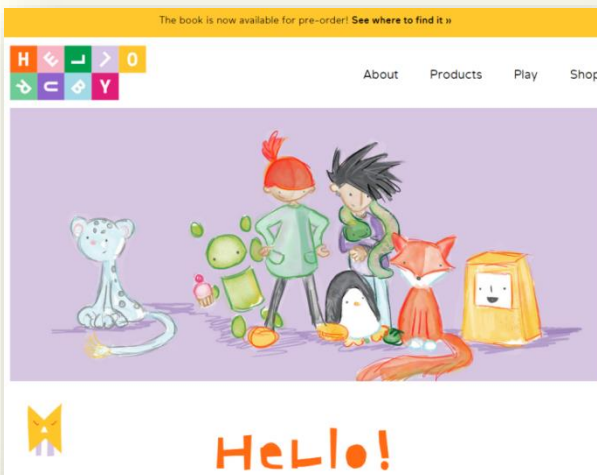 The book is now available for pre-order! See where to find it »
HELLO
RUBY
About Products Play Shop
HeLlo!